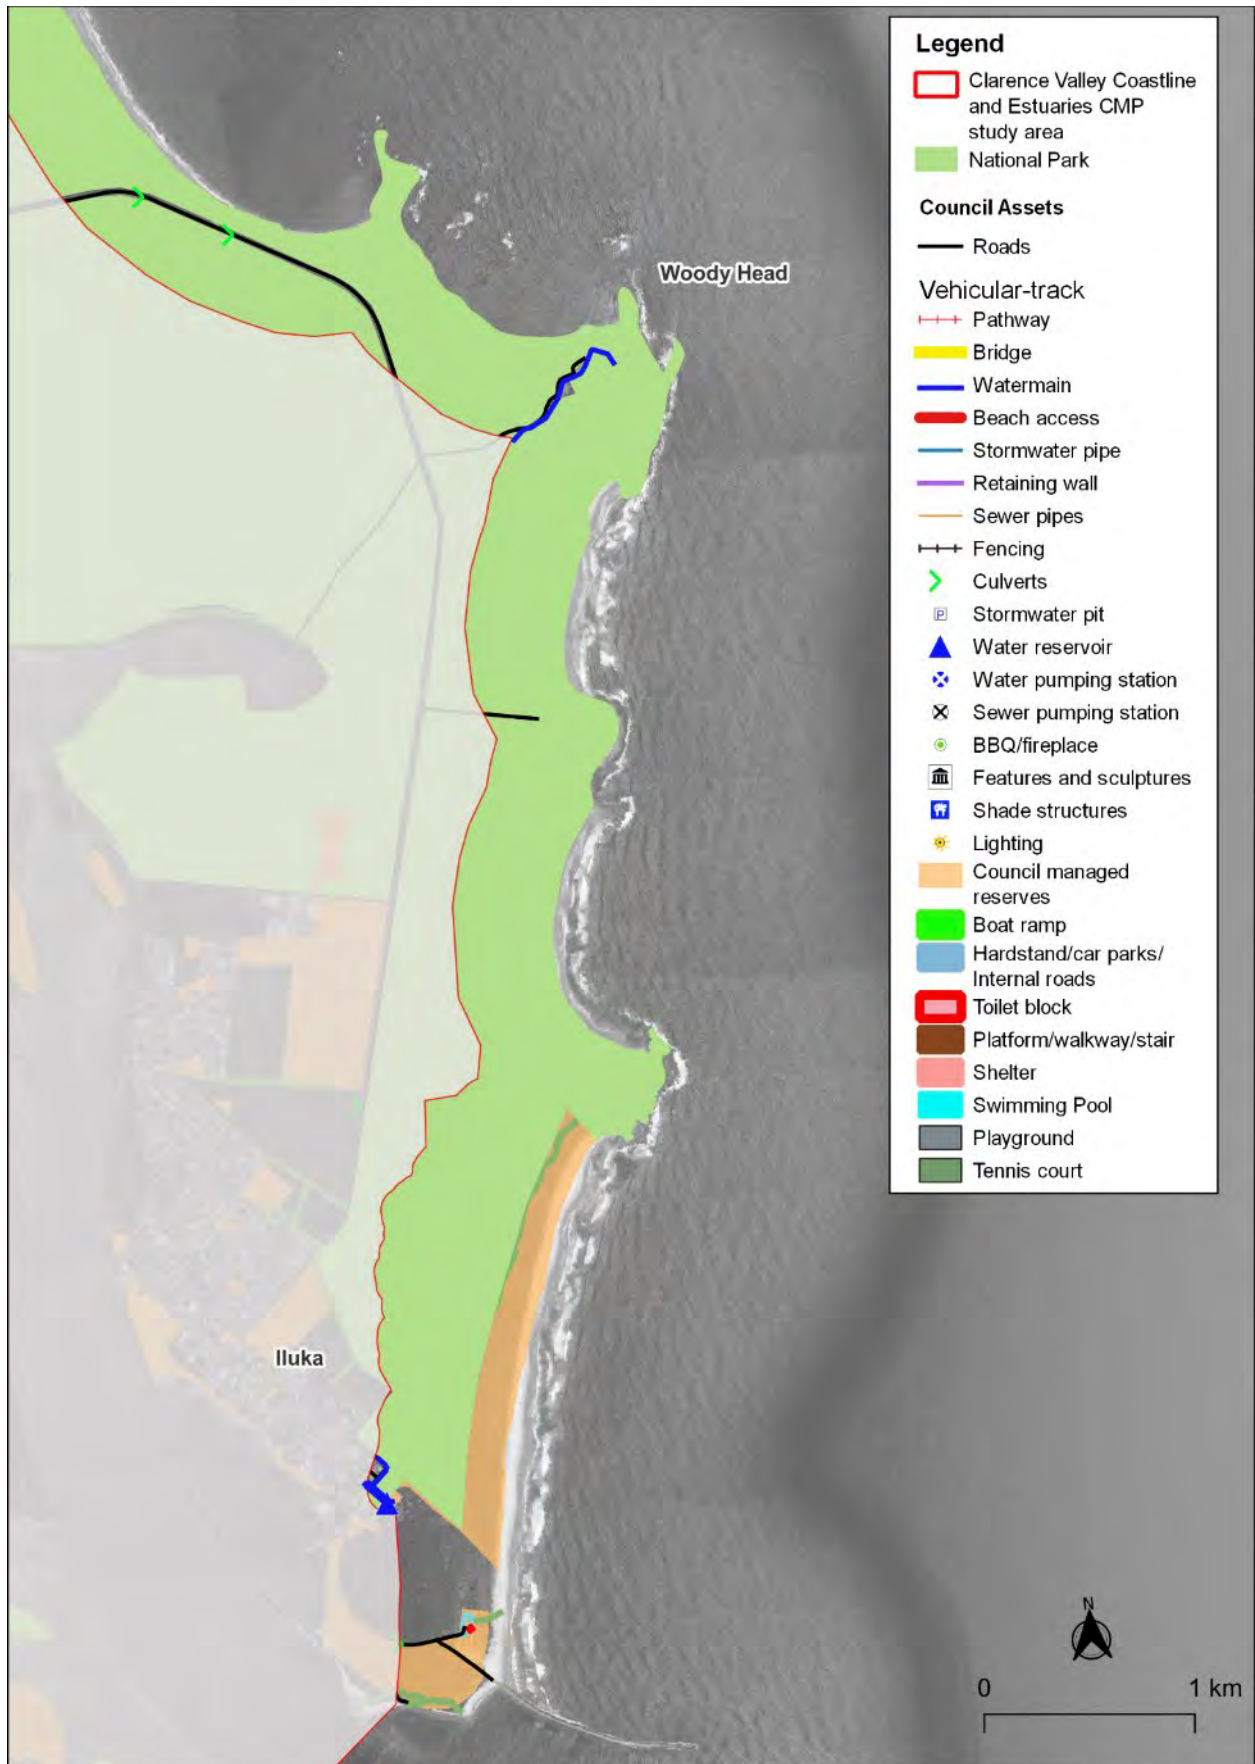 Legend
Clarence Valley Coastline
and Estuaries CMP
study area
National Park
Council Assets
Roads
Vehicular-track
Pathway
Bridge
Watermain
Beach access
Stormwater pipe
Retaining wall
Sewer pipes
Fencing
Culverts
P
Stormwater pit
Water reservoir
Water pumping station
Sewer pumping station
BBQ/fireplace
Features and sculptures
Shade structures
Lighting
Council managed
reserves
Boat ramp
Hardstand/car parks/
Internal roads
Toilet block
Platform/walkway/stair
Shelter
Swimming Pool
Playground
Tennis court
Woody Head
Iluka
N
0 1 km